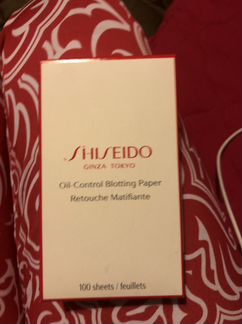 SHISEIDO
GINZA TOKYO
Oil-Control Blotting Paper
Retouche Matifiante
100 sheets / feuillets